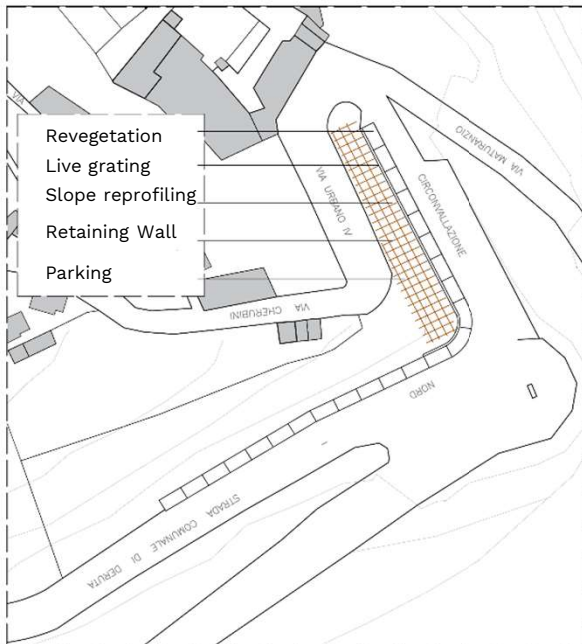 VIA
Revegetation
Live grating
Slope reprofiling
Retaining Wall
Parking
VIA MATURANZIO
VIA URBANO IV
CIRCONVALLAZIONE
VIA CHERUBINI
NORD
STRADA COMUNALE DI DERUTA